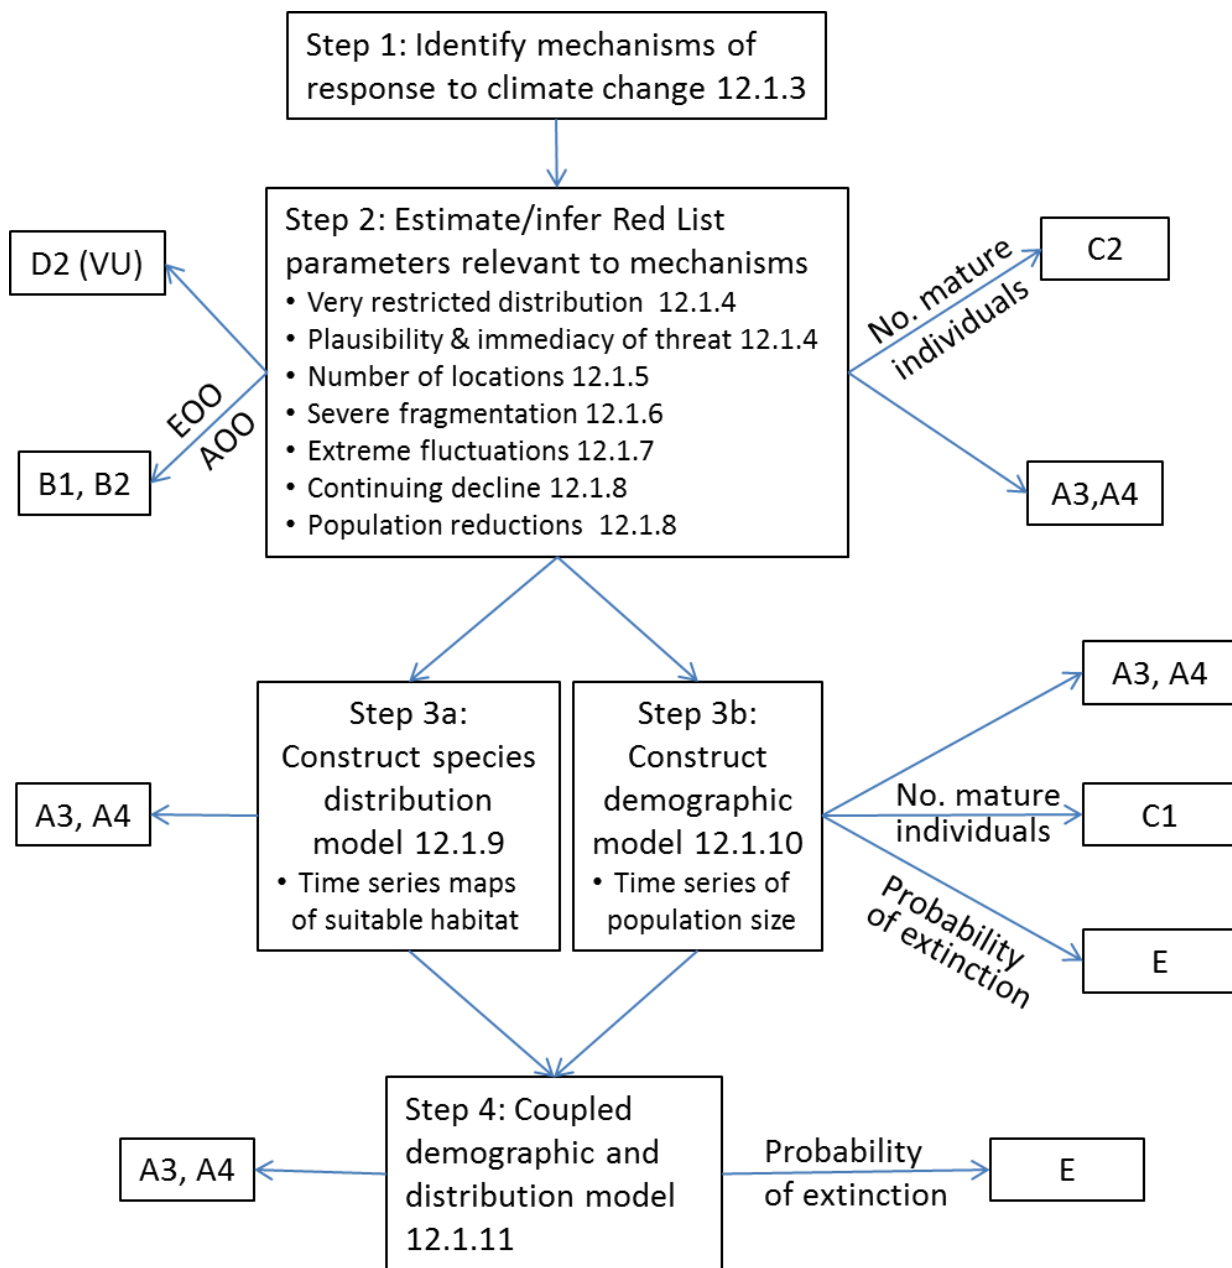 Step 1: Identify mechanisms of
response to climate change 12.1.3
Step 2: Estimate/infer Red List
parameters relevant to mechanisms
• Very restricted distribution 12.1.4
• Plausibility & immediacy of threat 12.1.4
• Number of locations 12.1.5
• Severe fragmentation 12.1.6
• Extreme fluctuations 12.1.7
• Continuing decline 12.1.8
• Population reductions 12.1.8
D2 (VU)
EOO
AOO
B1, B2
No. mature
individuals
C2
A3,A4
Step 3a:
Construct species
distribution
model 12.1.9
• Time series maps
of suitable habitat
A3, A4
Step 3b:
Construct
demographic
model 12.1.10
• Time series of
population size
A3, A4
No. mature
individuals
C1
Probability
of extinction
E
Step 4: Coupled
demographic and
distribution model
12.1.11
A3, A4
Probability
of extinction
E